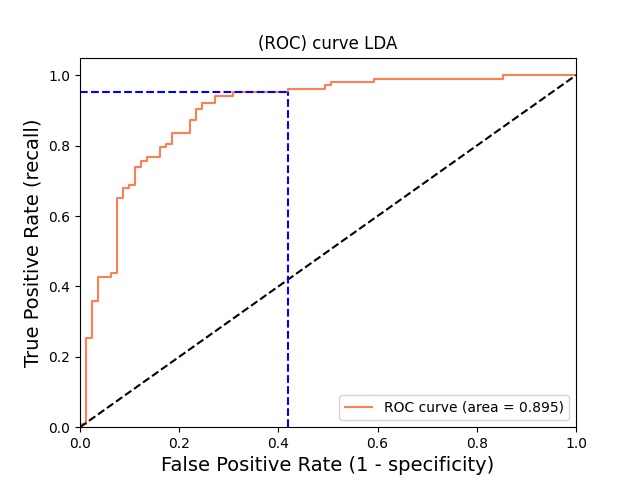 (ROC) curve LDA
True Positive Rate (recall)
1.0
0.8
0.6
0.4
0.2
0.0
ROC curve (area = 0.895)
0.0 0.2 0.4 0.6 0.8 1.0
False Positive Rate (1 - specificity)